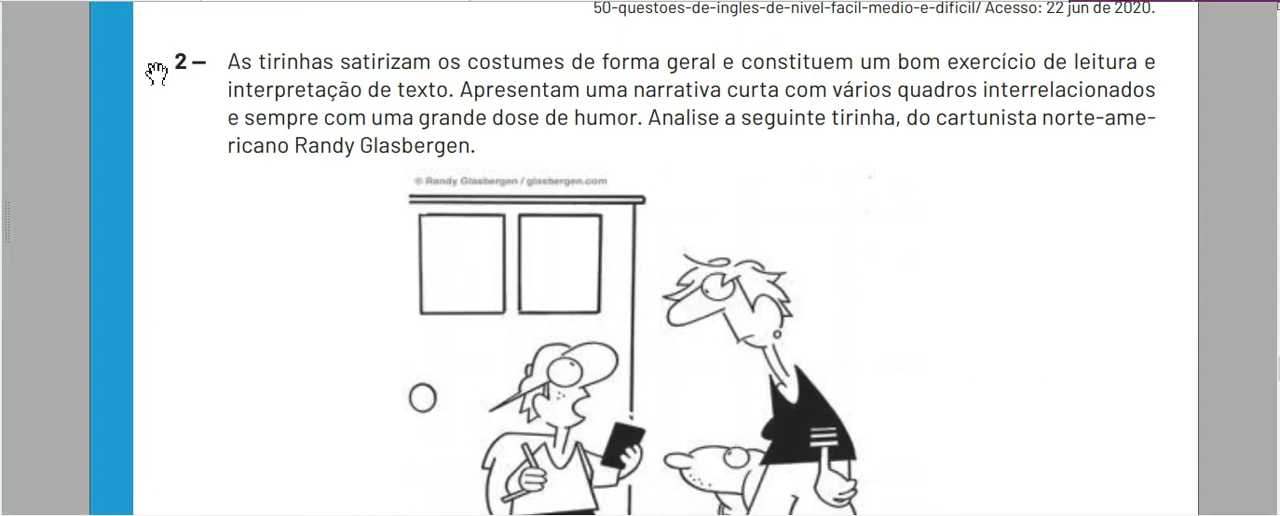 50-questoes-de-ingles-de-nivel-facil-medio-e-dificil/ Acesso: 22 jun de 2020.
2 – As tirinhas satirizam os costumes de forma geral e constituem um bom exercício de leitura e
interpretação de texto. Apresentam uma narrativa curta com vários quadros interrelacionados
e sempre com uma grande dose de humor. Analise a seguinte tirinha, do cartunista norte-ame-
ricano Randy Glasbergen.
© Randy Glasbergen / glasbergen.com